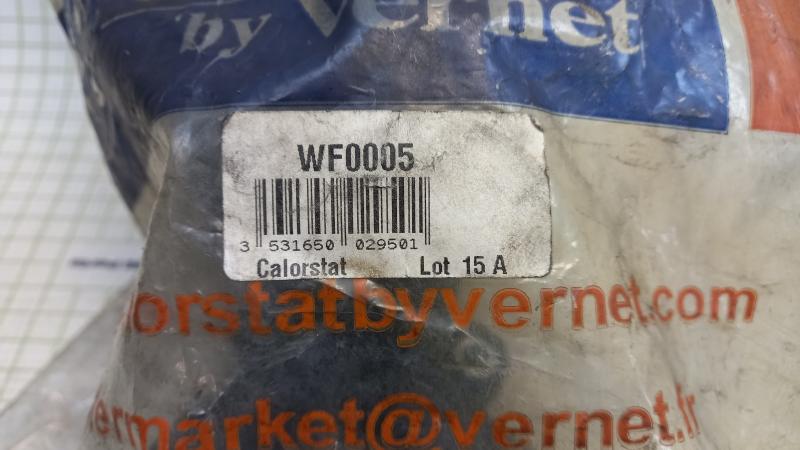 by Vernet
WF0005
3 531650 029501
Calorstat Lot 15 A
orstatbyvernet.com
ermarket@vernet.fr